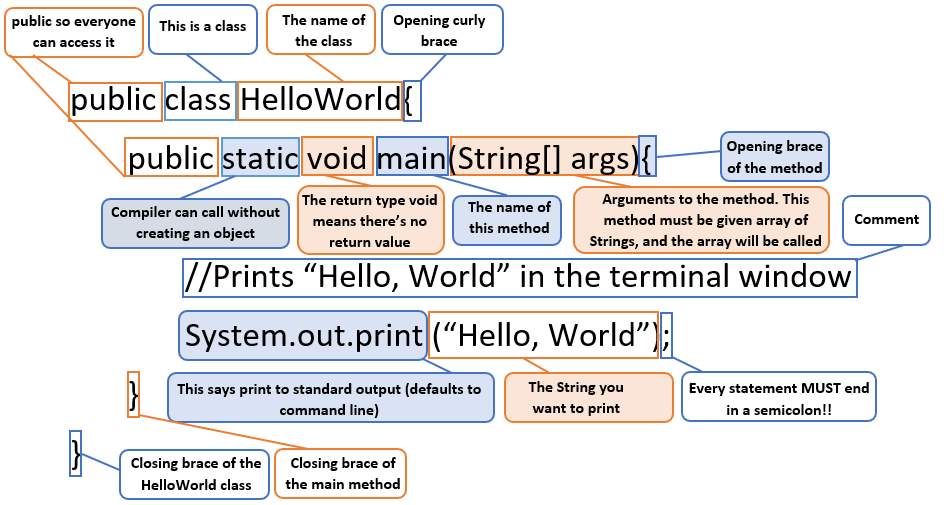 public so everyone
can access it
This is a class
The name of
the class
Opening curly
brace
public class HelloWorld{
public static void main(String[] args){
Opening brace
of the method
Compiler can call without
creating an object
The return type void
means there’s no
return value
The name of
this method
Arguments to the method. This
method must be given array of
Strings, and the array will be called
Comment
//Prints “Hello, World” in the terminal window
System.out.print(“Hello, World”);
}
This says print to standard output (defaults to
command line)
The String you
want to print
Every statement MUST end
in a semicolon!!
}
Closing brace of the
HelloWorld class
Closing brace of
the main method